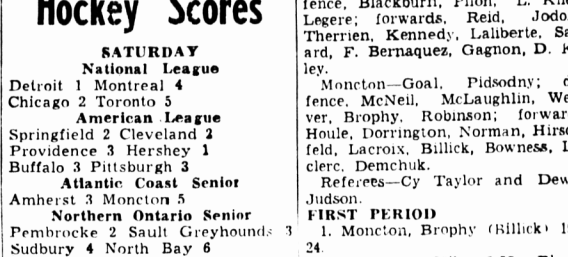 Hockey Scores
SATURDAY
National League
Detroit 1 Montreal 4
Chicago 2 Toronto 5
American League
Springfield 2 Cleveland 2
Providence 3 Hershey 1
Buffalo 3 Pittsburgh 3
Atlantic Coast Senior
Amherst 3 Moncton 5
Northern Ontario Senior
Pembrocke 2 Sault Greyhounds 3
Sudbury 4 North Bay 6
fence, Blackburn, Filon, L.
Legere; forwards, Reid,
Therrien, Kennedy, Laliberte,
ard, F. Bernaquez, Gagnon, D.
ley.
Moncton—Goal, Pidsodny;
fence, McNeil, McLaughlin,
ver, Brophy, Robinson;
Houle, Dorrington, Norman,
feld, Lacroix, Billick, Bowness,
clerc, Demchuk.
Referees—Cy Taylor and
Judson.
FIRST PERIOD
1. Moncton, Brophy (Billick)
24.